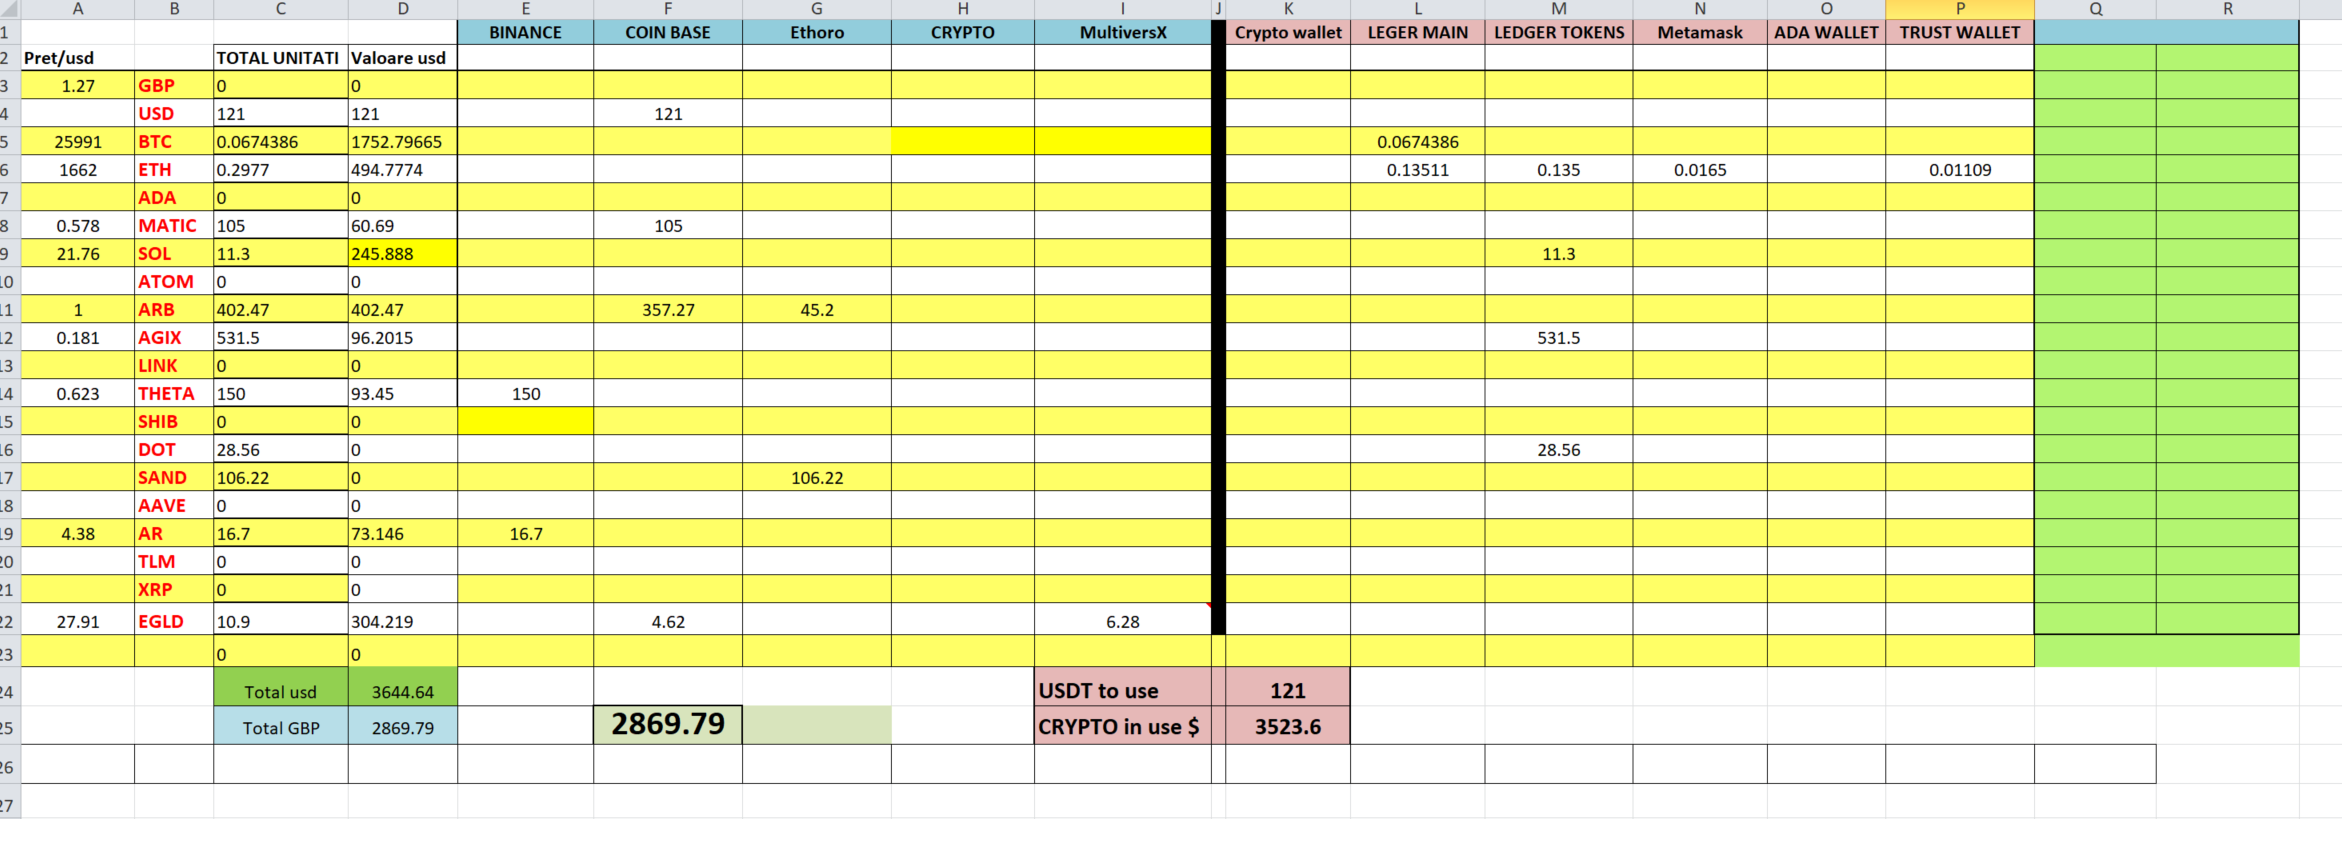 A B C D E F G H I J K L M N O P Q R
1 BINANCE COIN BASE Ethoro CRYPTO MultiversX Crypto wallet LEGER MAIN LEDGER TOKENS Metamask ADA WALLET TRUST WALLET
2 Pret/usd TOTAL UNITATI Valoare usd
3 1.27 GBP 0 0
4 USD 121 121 121
5 25991 BTC 0.0674386 1752.79665 0.0674386
6 1662 ETH 0.2977 494.7774 0.13511 0.135 0.0165 0.01109
7 ADA 0 0
8 0.578 MATIC 105 60.69 105
9 21.76 SOL 11.3 245.888 11.3
10 ATOM 0 0
11 1 ARB 402.47 402.47 357.27 45.2
12 0.181 AGIX 531.5 96.2015 531.5
13 LINK 0 0
14 0.623 THETA 150 93.45 150
15 SHIB 0 0
16 DOT 28.56 0 28.56
17 SAND 106.22 0 106.22
18 AAVE 0 0
19 4.38 AR 16.7 73.146 16.7
20 TLM 0 0
21 XRP 0 0
22 27.91 EGLD 10.9 304.219 4.62 6.28
23 0 0
24 Total usd 3644.64 USDT to use 121
25 Total GBP 2869.79 2869.79 CRYPTO in use $ 3523.6
26
27